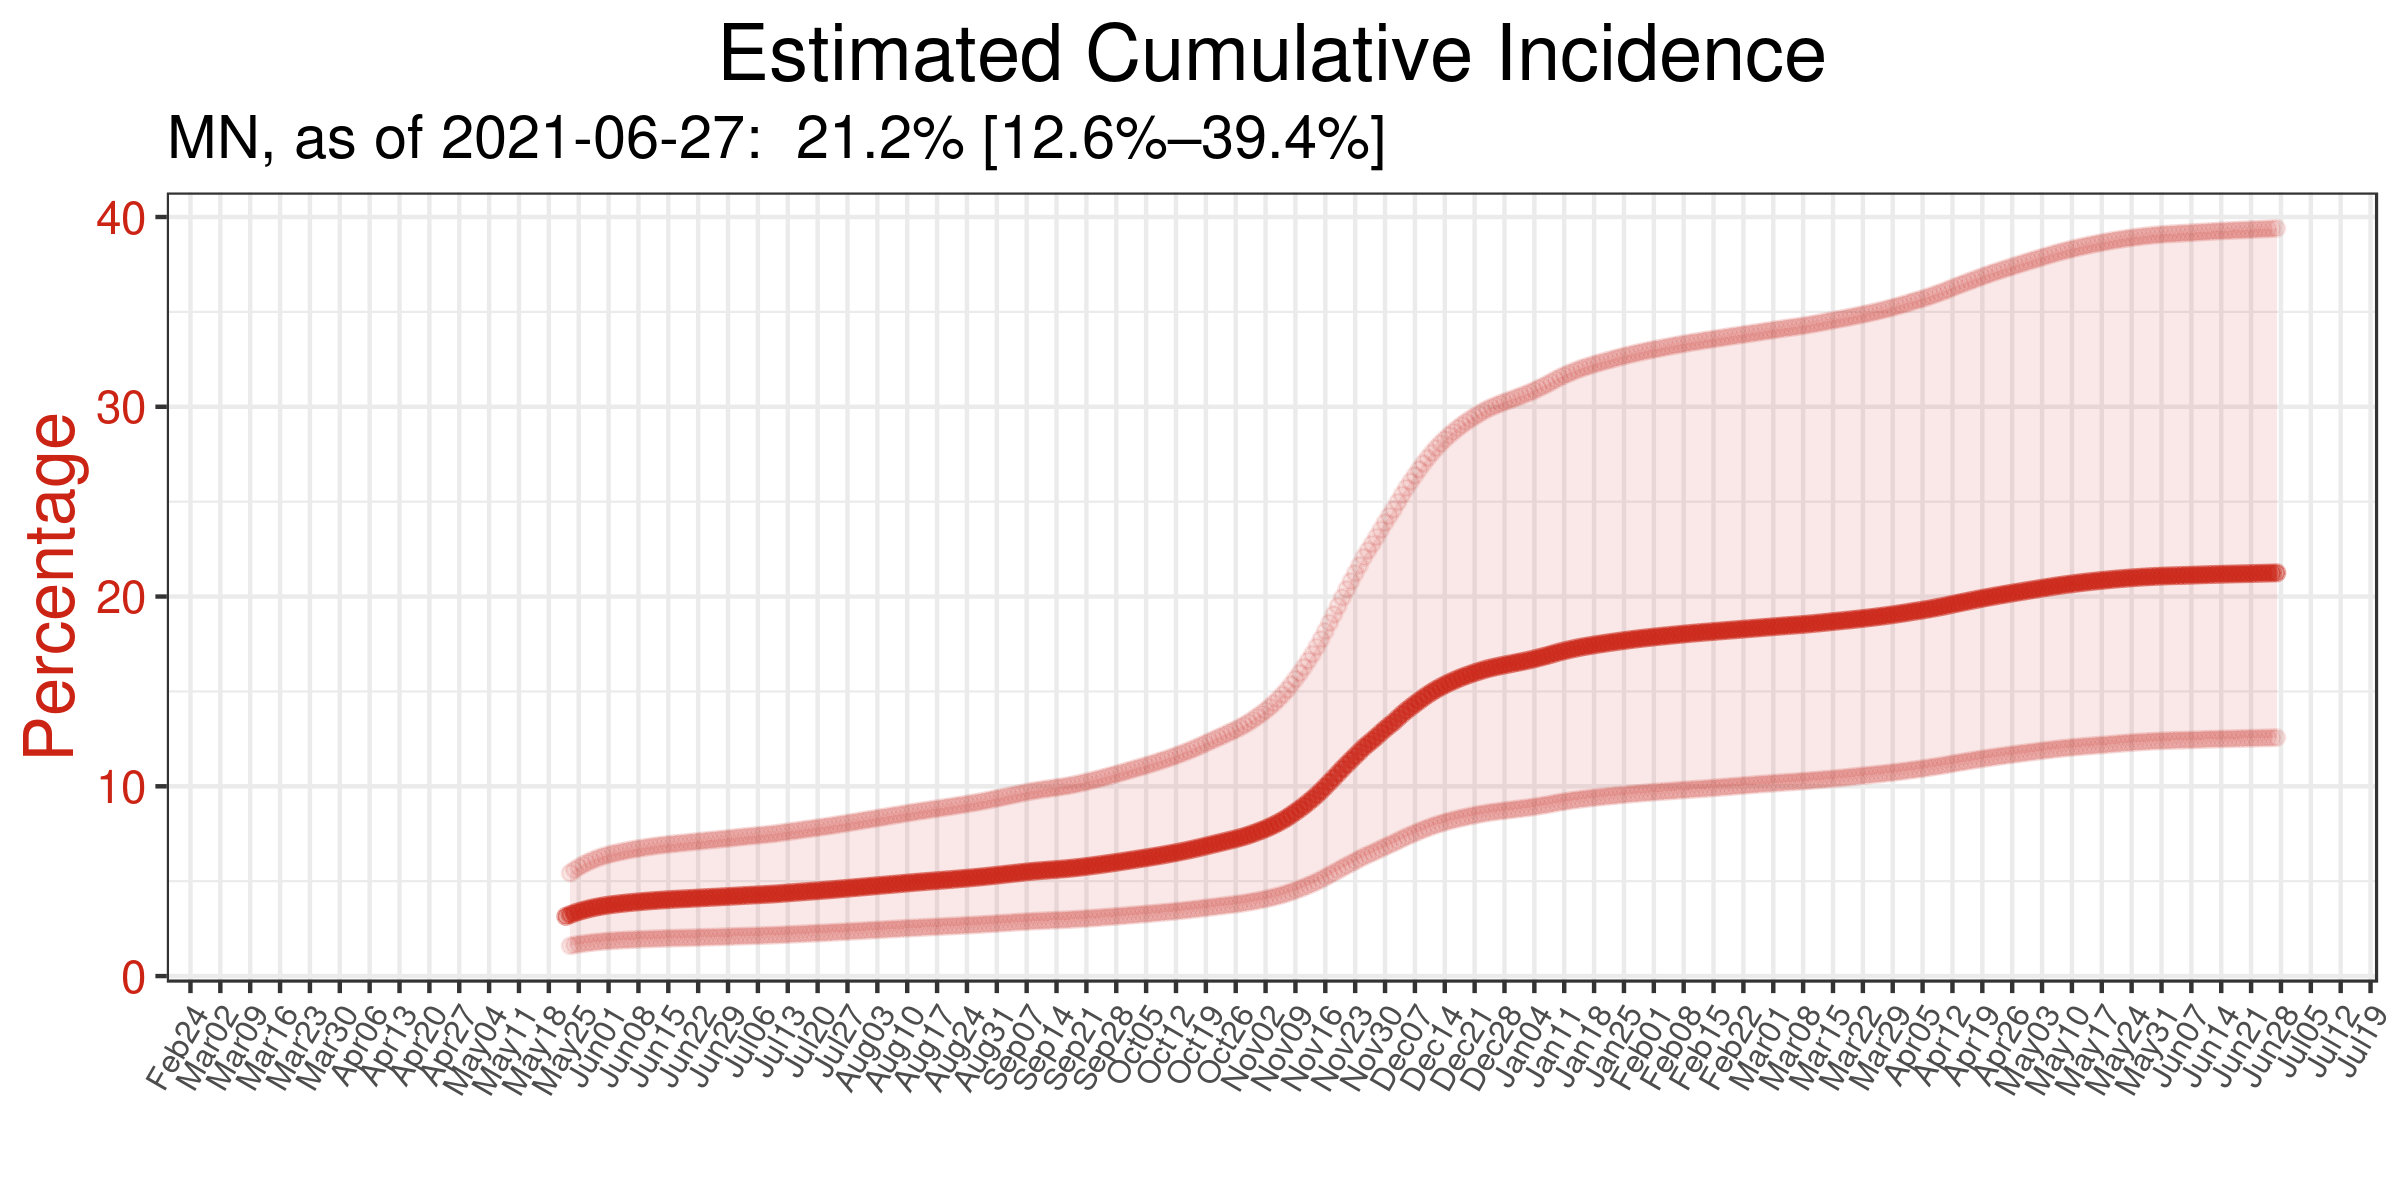 Estimated Cumulative Incidence
MN, as of 2021-06-27:  21.2% [12.6%–39.4%]
Percentage
40
30
20
10
0
Feb24
Mar02
Mar09
Mar16
Mar23
Mar30
Apr06
Apr13
Apr20
Apr27
May04
May11
May18
May25
Jun01
Jun08
Jun15
Jun22
Jun29
Jul06
Jul13
Jul20
Jul27
Aug03
Aug10
Aug17
Aug24
Aug31
Sep07
Sep14
Sep21
Sep28
Oct05
Oct12
Oct19
Oct26
Nov02
Nov09
Nov16
Nov23
Nov30
Dec07
Dec14
Dec21
Dec28
Jan04
Jan11
Jan18
Jan25
Feb01
Feb08
Feb15
Feb22
Mar01
Mar08
Mar15
Mar22
Mar29
Apr05
Apr12
Apr19
Apr26
May03
May10
May17
May24
May31
Jun07
Jun14
Jun21
Jun28
Jul05
Jul12
Jul19